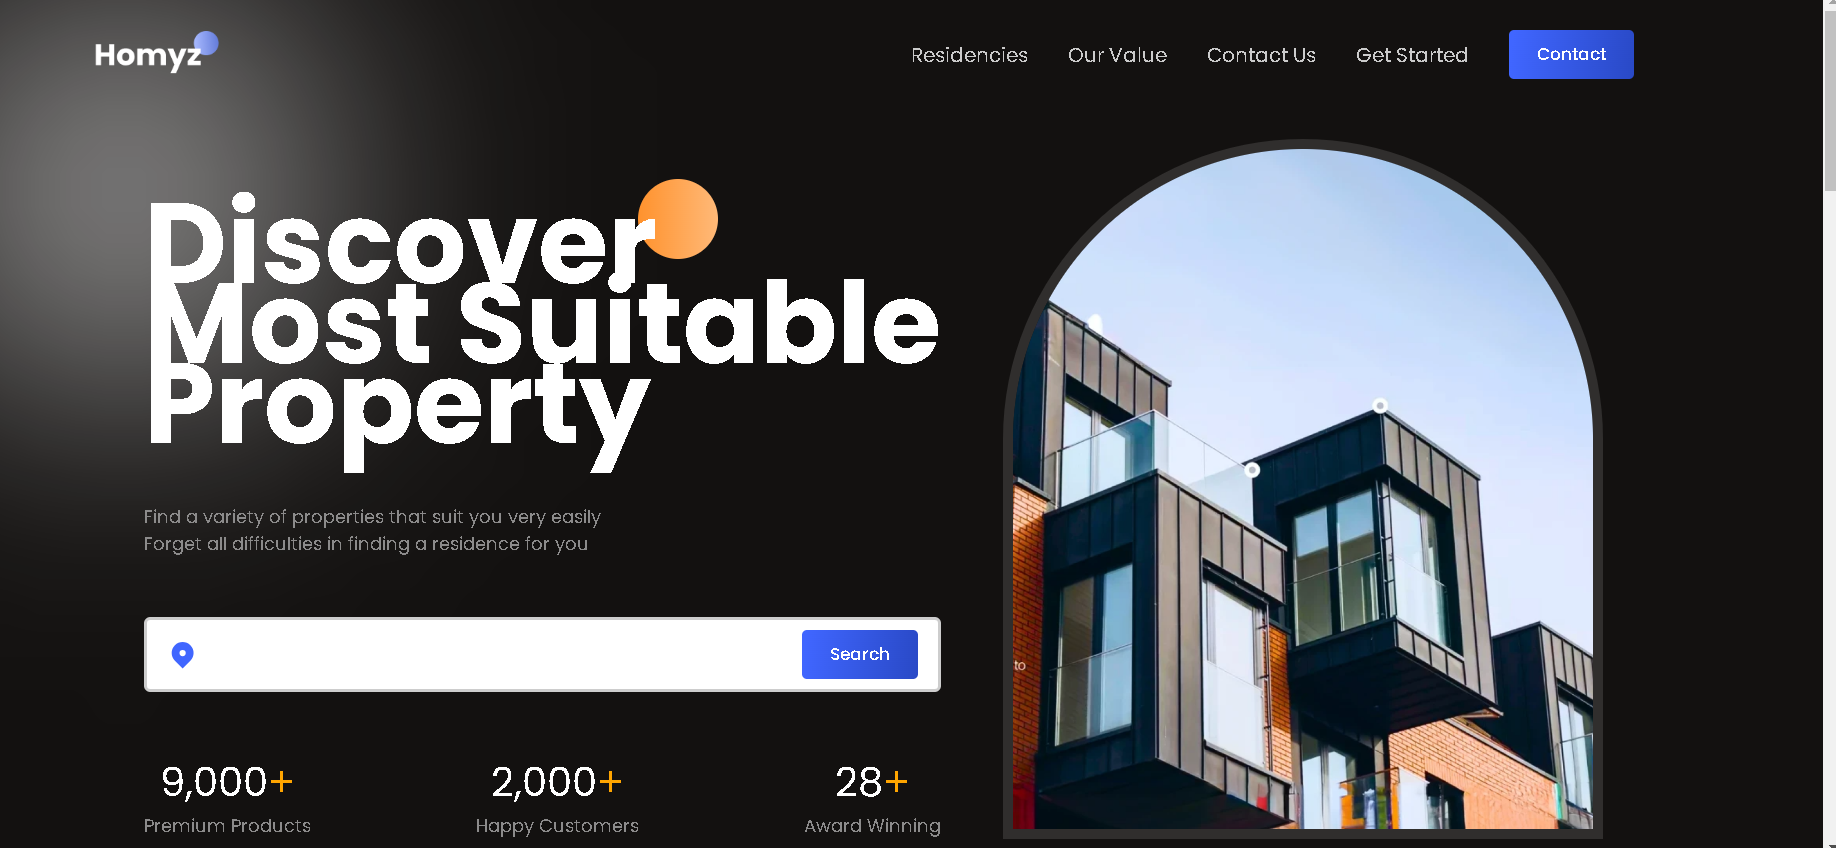 Homyz
Residencies
Our Value
Contact Us
Get Started
Contact
Discover
Most Suitable
Property
Find a variety of properties that suit you very easily
Forget all difficulties in finding a residence for you
Search
to
9,000+
2,000+
28+
Premium Products
Happy Customers
Award Winning